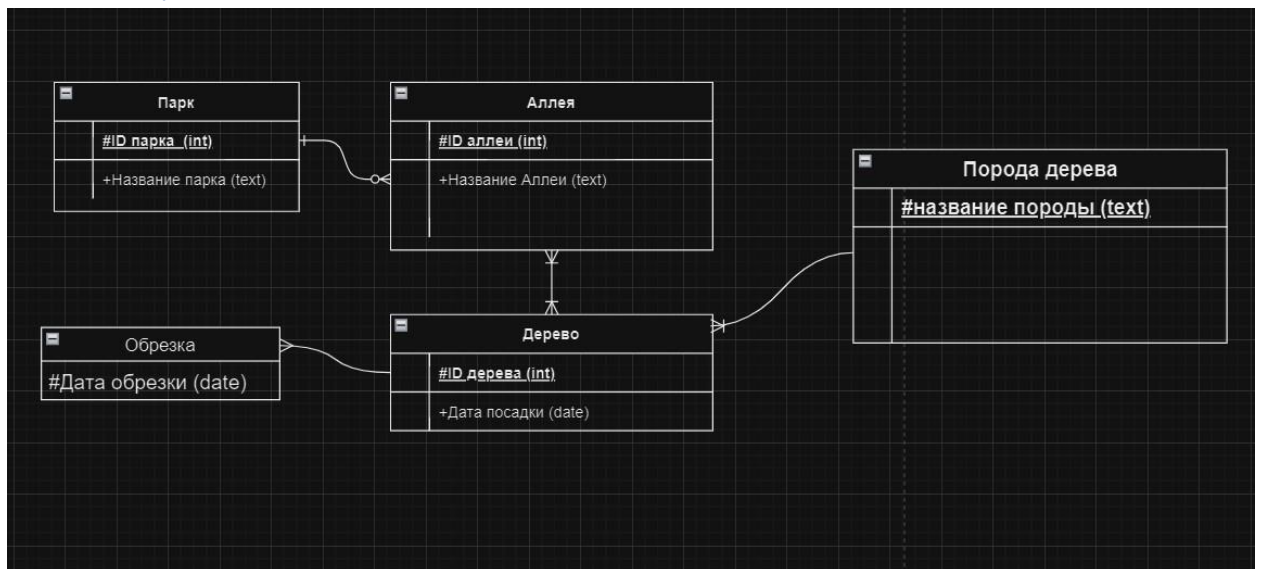 Парк
#ID парка (int)
+Название парка (text)
Аллея
#ID аллеи (int)
+Название Аллеи (text)
Порода дерева
#название породы (text)
Обрезка
#Дата обрезки (date)
Дерево
#ID дерева (int)
+Дата посадки (date)